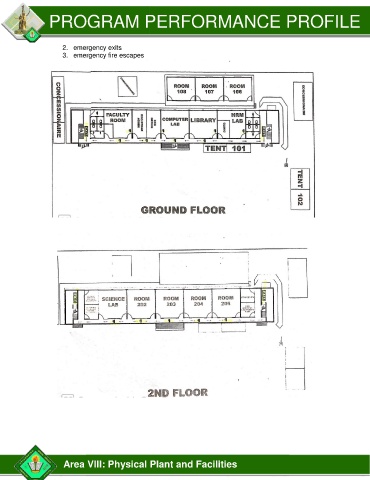 PROGRAM PERFORMANCE PROFILE
2. emergency exits
3. emergency fire escapes
CONCESSIONAIRE
ROOM 108
ROOM 107
ROOM 106
FACULTY ROOM
COMPUTER LAB
LIBRARY
HRM LAB
TENT 101
TENT 102
GROUND FLOOR
SCIENCE LAB
ROOM 202
ROOM 203
ROOM 204
ROOM 205
2ND FLOOR
Area VIII: Physical Plant and Facilities